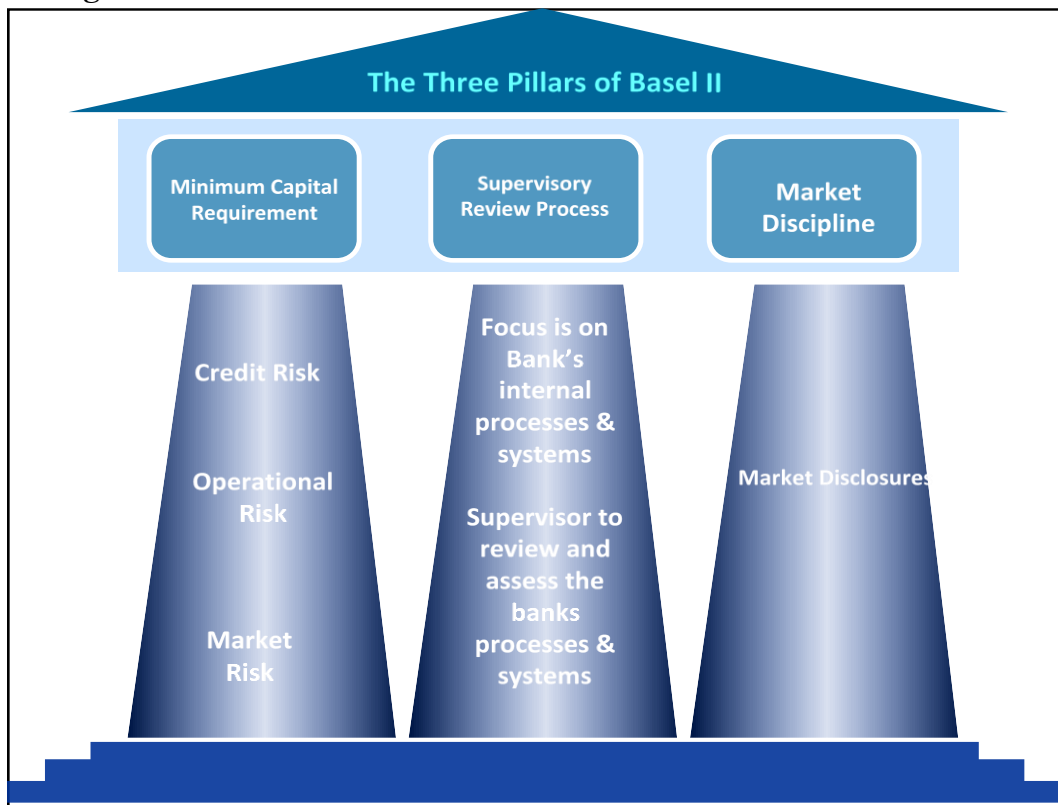 The Three Pillars of Basel II
Minimum Capital
Requirement
Supervisory
Review Process
Market
Discipline
Credit Risk
Operational
Risk
Market
Risk
Focus is on
Bank's
internal
processes &
systems
Supervisor to
review and
assess the
banks
processes &
systems
Market Disclosures